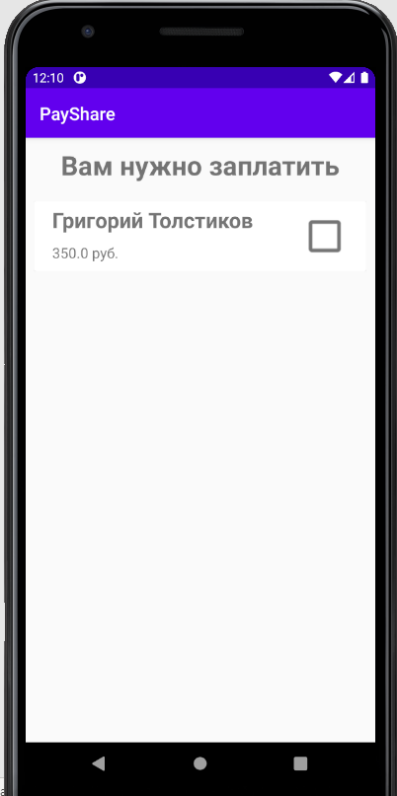 12:10
PayShare
Вам нужно заплатить
Григорий Толстиков
350.0 руб.